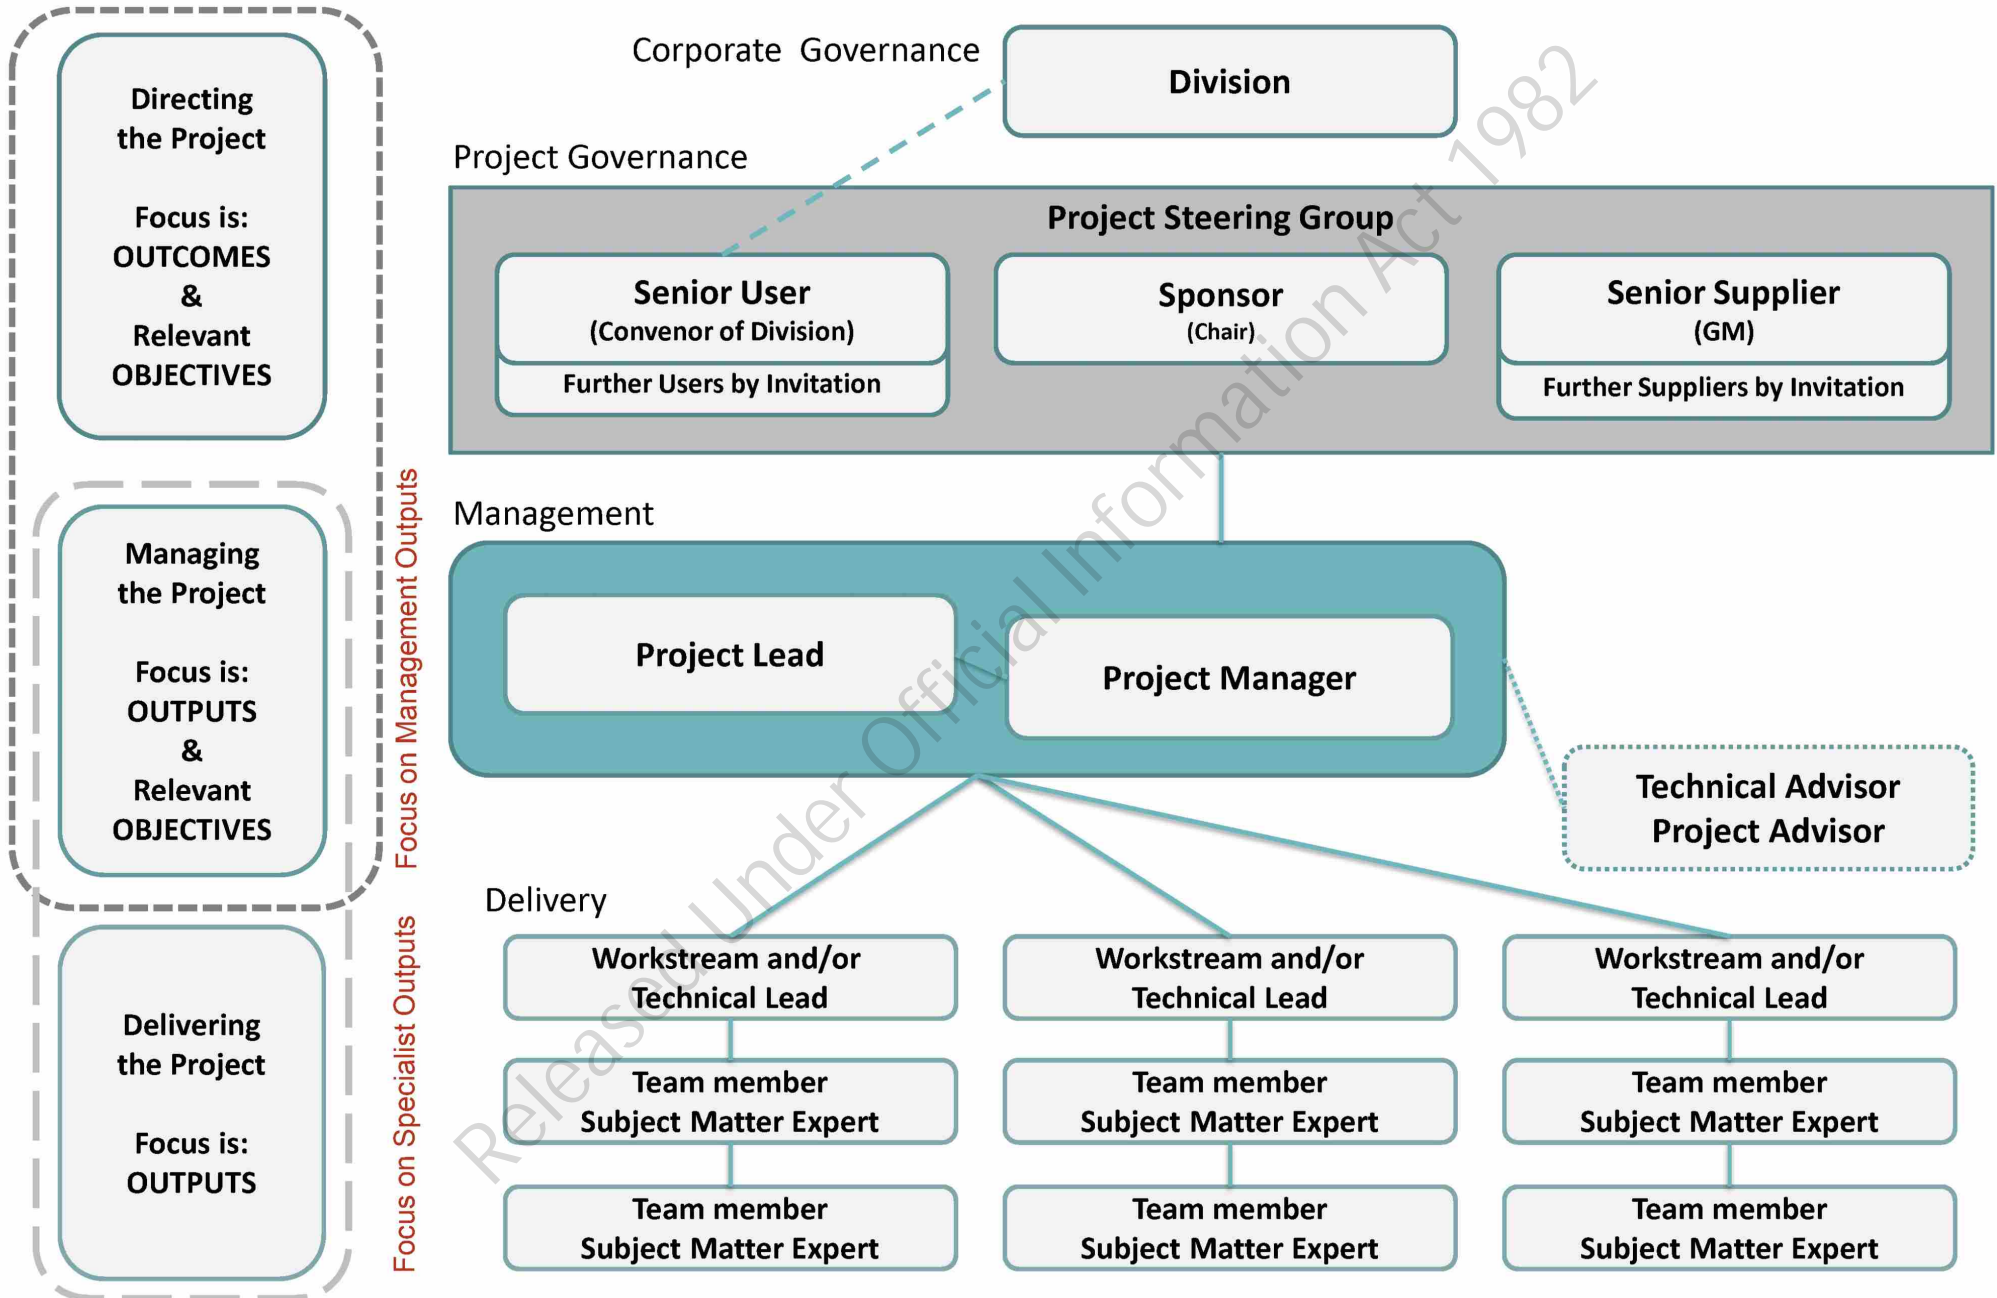 Directing
the Project
Focus is:
OUTCOMES
&
Relevant
OBJECTIVES
Managing
the Project
Focus is:
OUTPUTS
&
Relevant
OBJECTIVES
Delivering
the Project
Focus is:
OUTPUTS
Focus on Management Outputs
Focus on Specialist Outputs
Corporate Governance
Division
Project Governance
Project Steering Group
Senior User
(Convenor of Division)
Further Users by Invitation
Sponsor
(Chair)
Senior Supplier
(GM)
Further Suppliers by Invitation
Management
Project Lead
Project Manager
Technical Advisor
Project Advisor
Delivery
Workstream and/or
Technical Lead
Workstream and/or
Technical Lead
Workstream and/or
Technical Lead
Team member
Subject Matter Expert
Team member
Subject Matter Expert
Team member
Subject Matter Expert
Team member
Subject Matter Expert
Team member
Subject Matter Expert
Team member
Subject Matter Expert
Released Under Official Information Act 1982